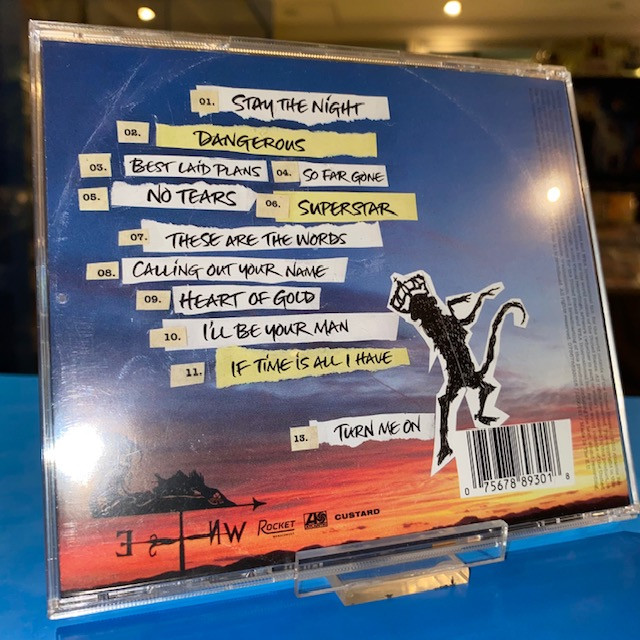 01. STAY THE NIGHT
02. DANGEROUS
03. BEST LAID PLANS 04. SO FAR GONE
05. NO TEARS 06. SUPERSTAR
07. THESE ARE THE WORDS
08. CALLING OUT YOUR NAME
09. HEART OF GOLD
10. I'LL BE YOUR MAN
11. IF TIME IS ALL I HAVE
13. TURN ME ON
0 75678 89301 8
E S N W ROCKET ATLANTIC CUSTARD